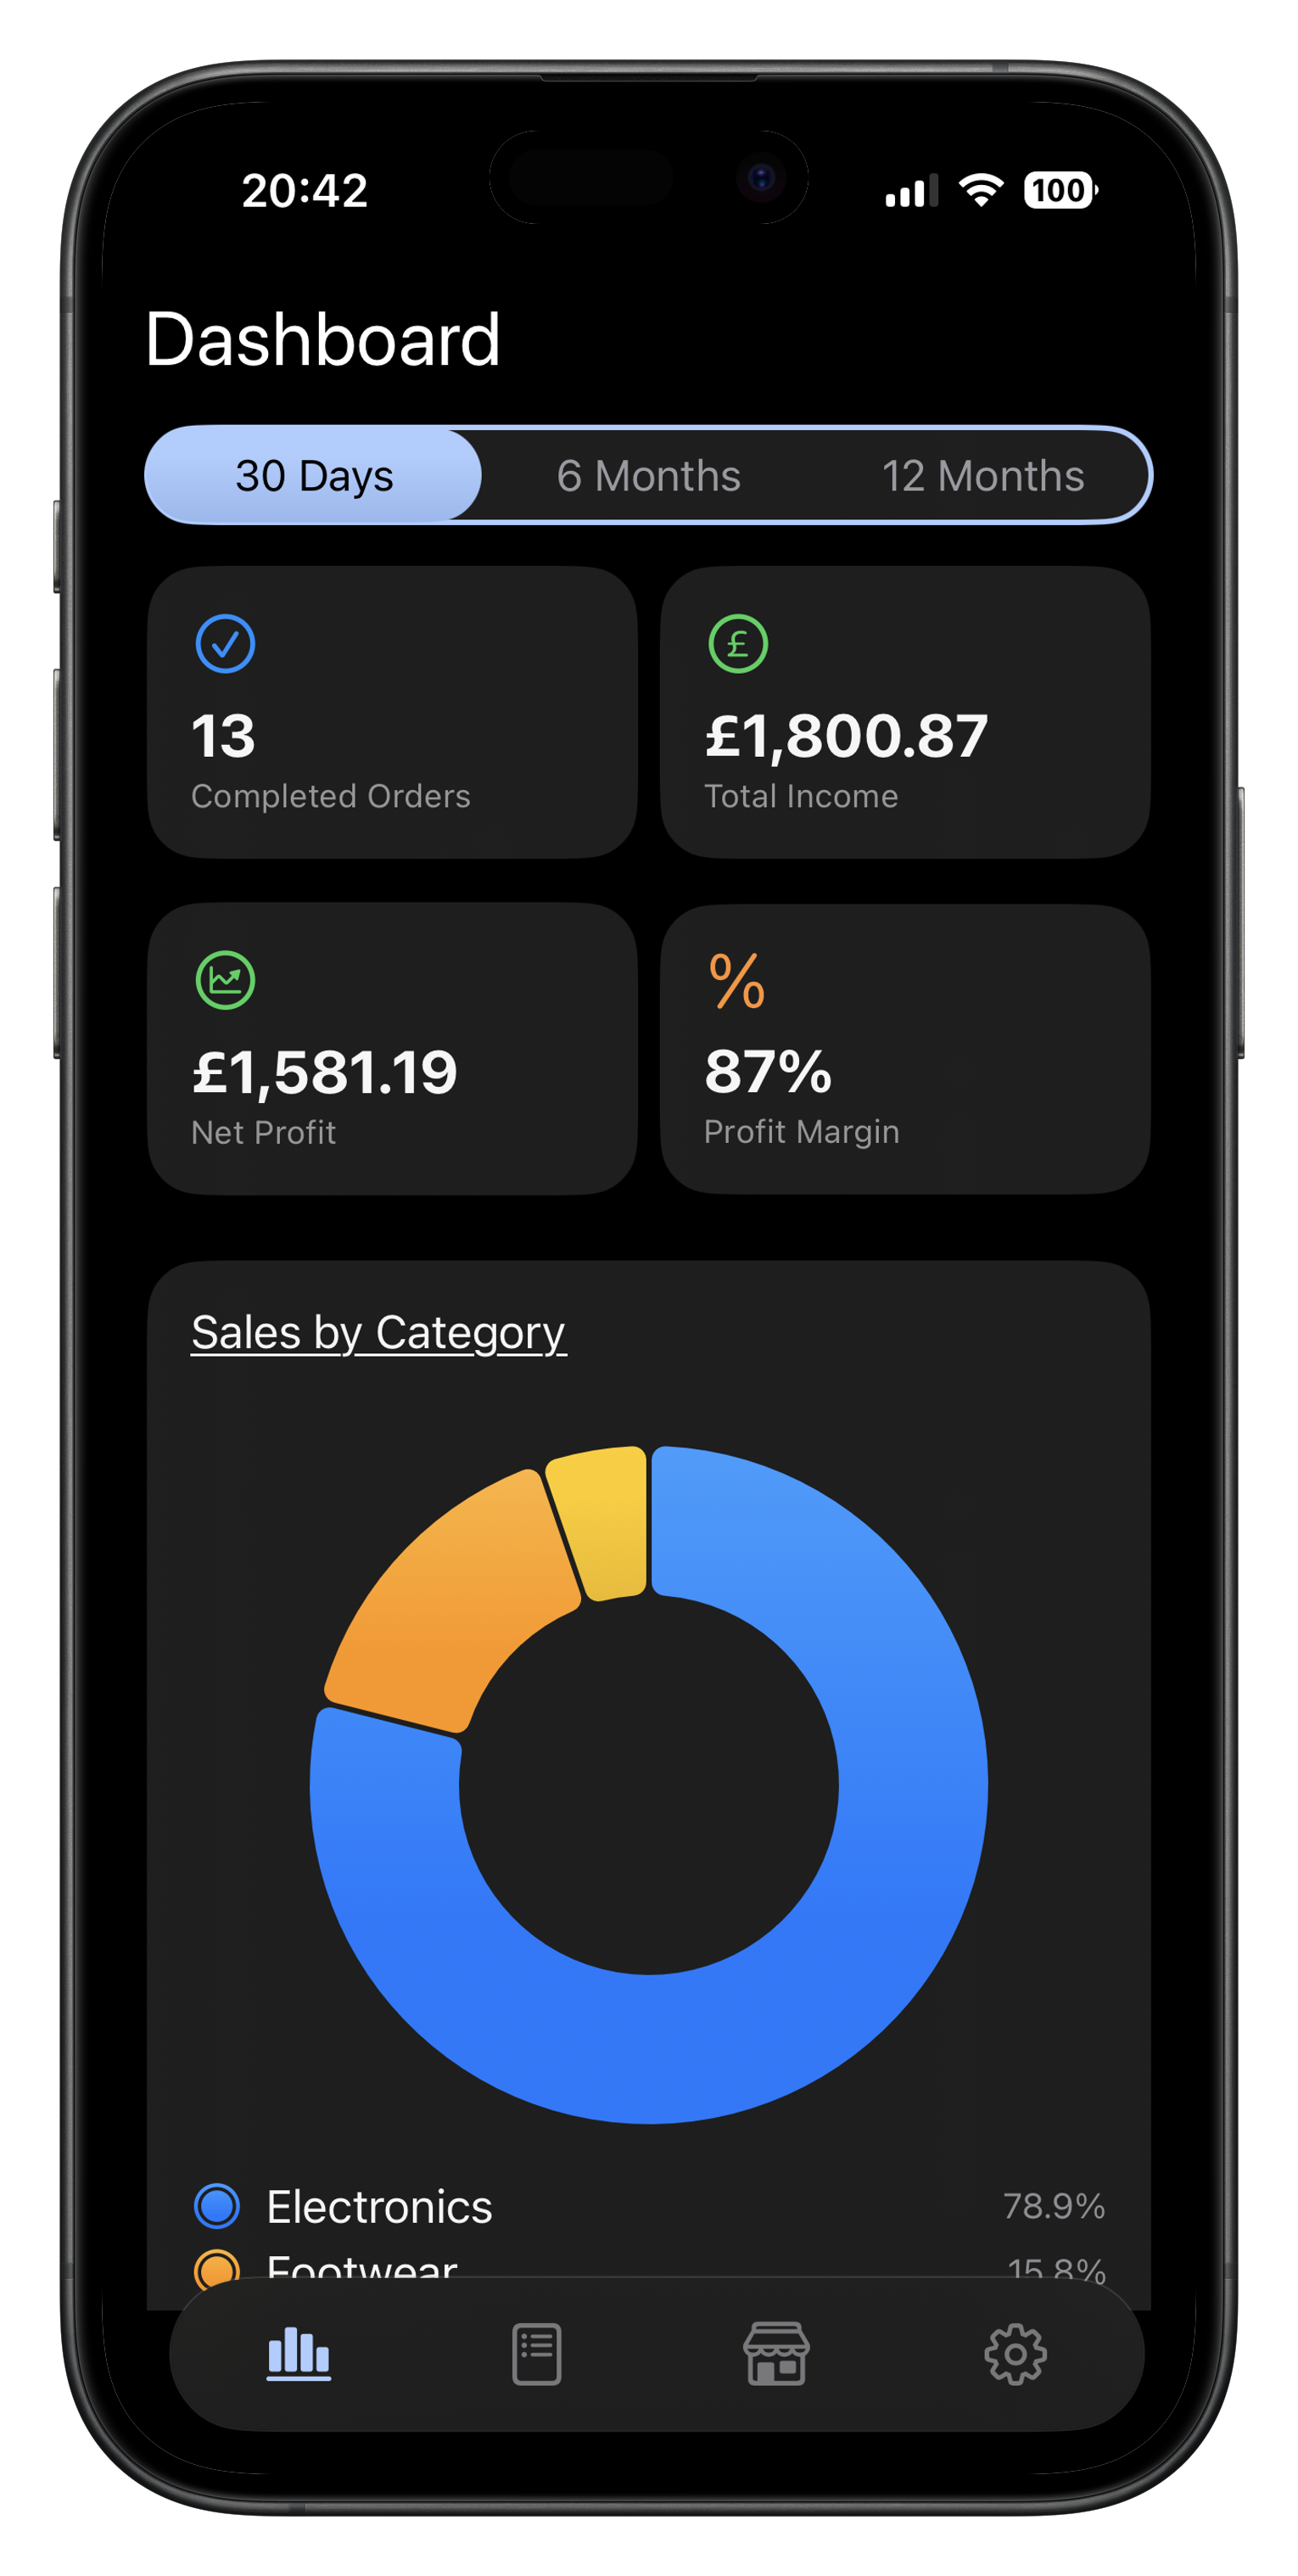 20:42
100
Dashboard
30 Days
6 Months
12 Months
£
13
Completed Orders
£1,800.87
Total Income
%
£1,581.19
Net Profit
87%
Profit Margin
Sales by Category
Electronics
78.9%
Footwear
15.8%